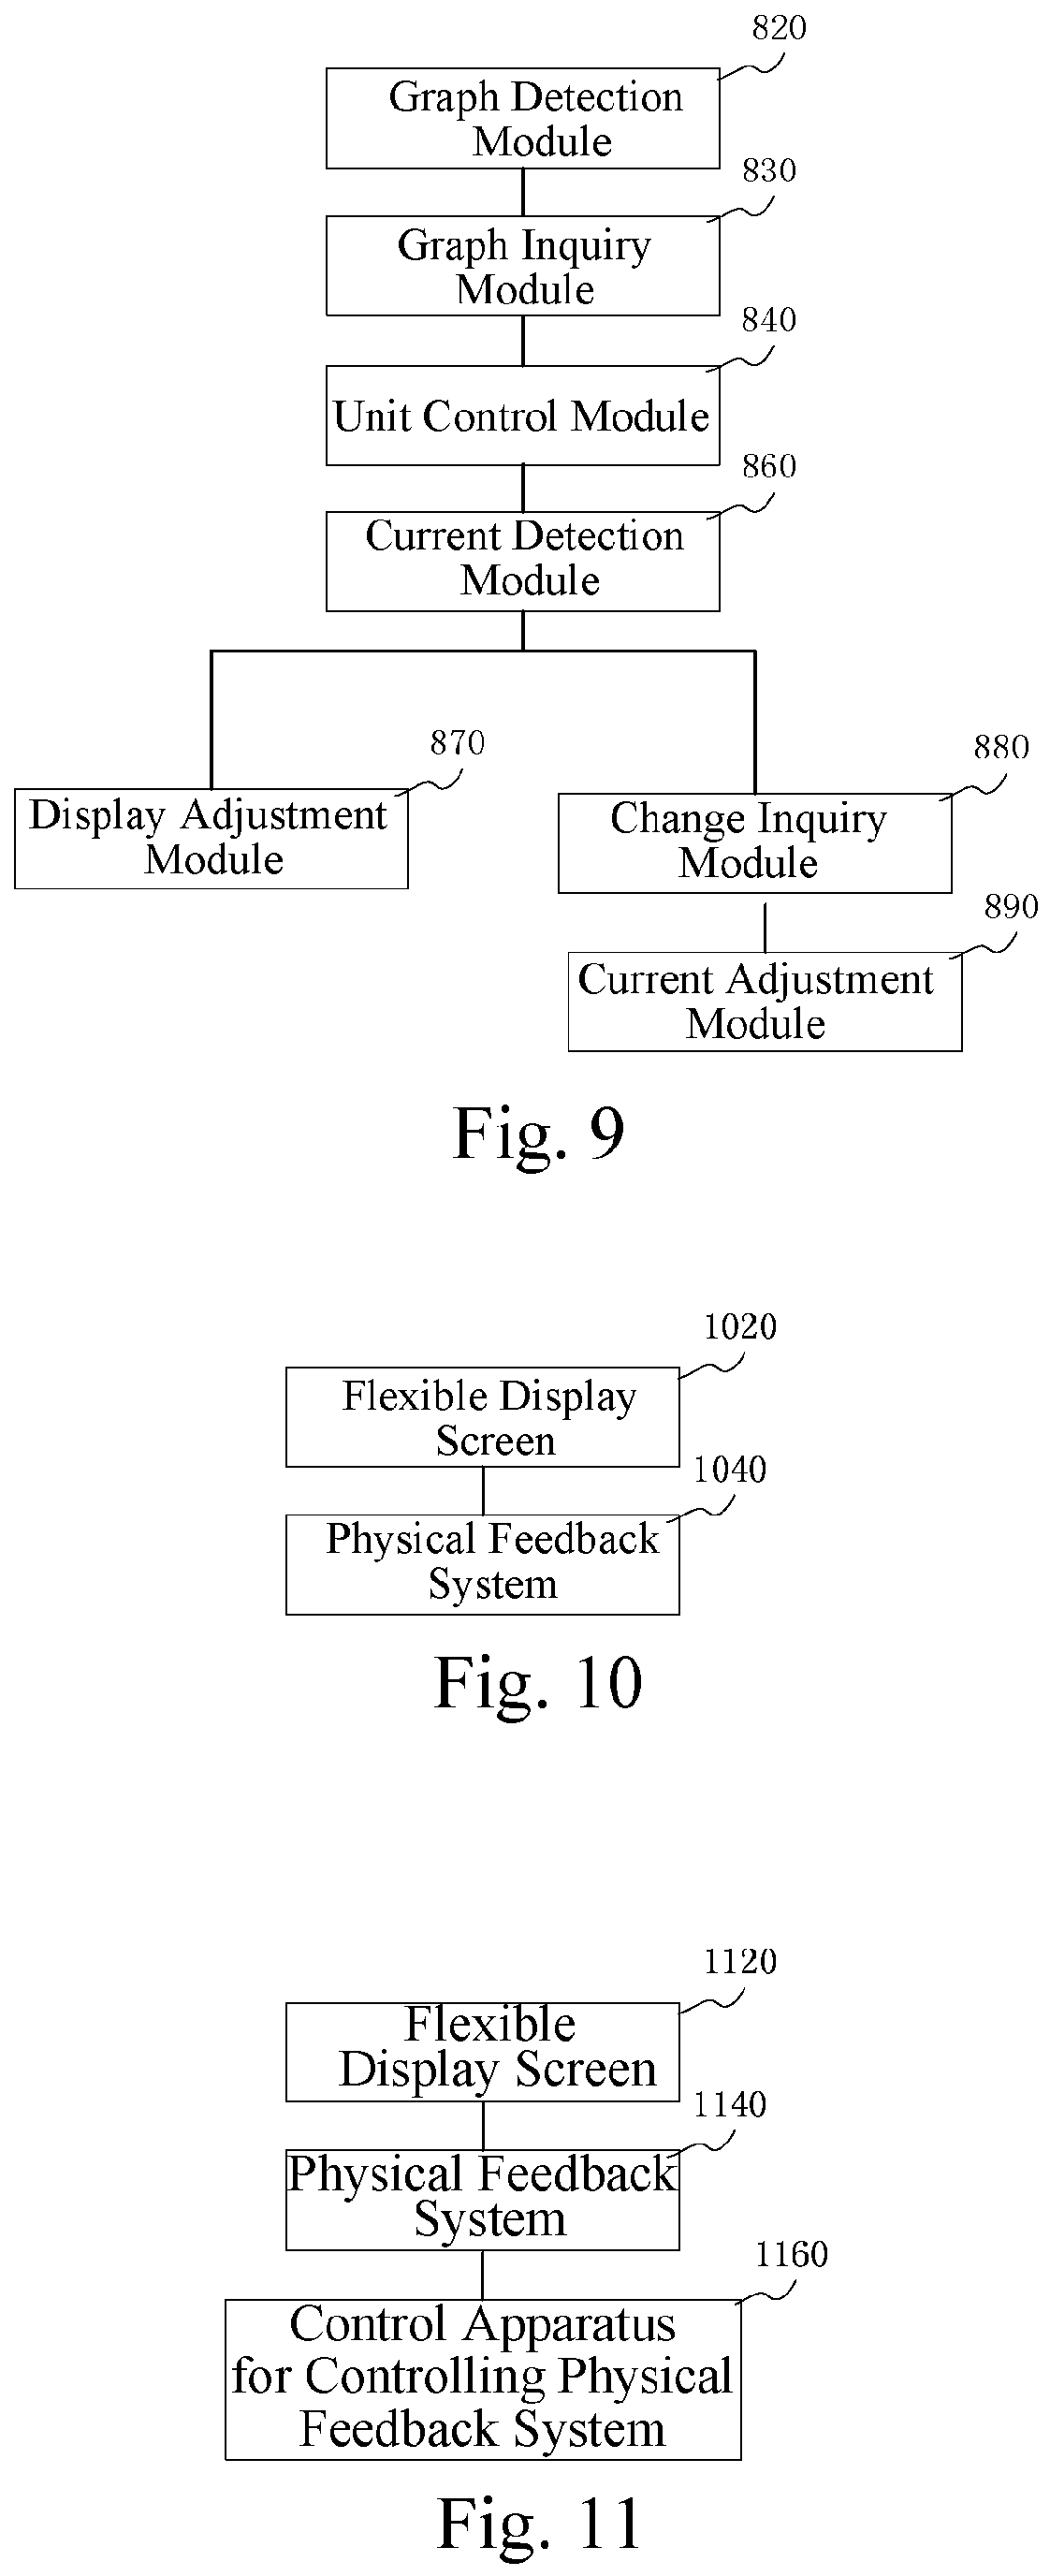 820
Graph Detection
Module
830
Graph Inquiry
Module
840
Unit Control Module
860
Current Detection
Module
870
Display Adjustment
Module
880
Change Inquiry
Module
890
Current Adjustment
Module
Fig. 9
1020
Flexible Display
Screen
1040
Physical Feedback
System
Fig. 10
1120
Flexible
Display Screen
1140
Physical Feedback
System
1160
Control Apparatus
for Controlling Physical
Feedback System
Fig. 11